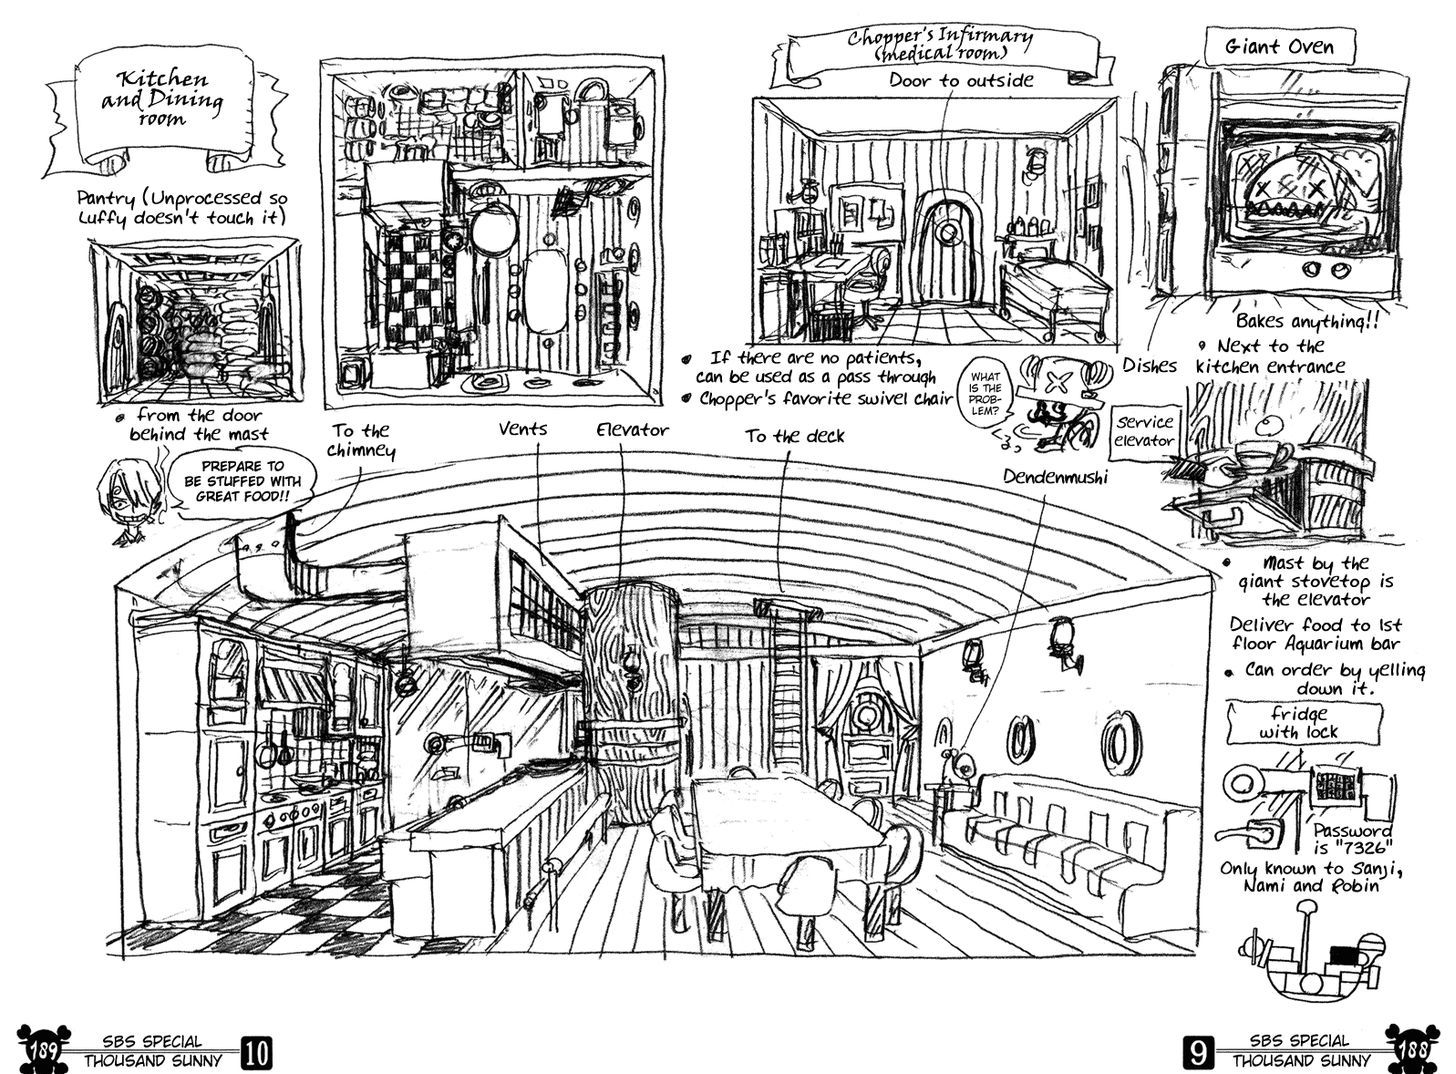 Kitchen
and Dining
room
Pantry (Unprocessed so
Luffy doesn't touch it)
From the door
behind the mast
PREPARE TO
BE STUFFED WITH
GREAT FOOD!!
Chopper's Infirmary
(medical room)
Door to outside
If there are no patients,
can be used as a pass through
Chopper's favorite swivel chair
WHAT
IS THE
PROB-
LEM?
Giant Oven
Bakes anything!!
Next to the
kitchen entrance
Dishes
Service
elevator
To the
chimney
Vents
Elevator
To the deck
Dendenmushi
Mast by the
giant stovetop is
the elevator
Deliver food to 1st
floor Aquarium bar
Can order by yelling
down it.
Fridge
with lock
Password
is "7326"
Only known to Sanji,
Nami and Robin
189
SBS SPECIAL
THOUSAND SUNNY
10
9
SBS SPECIAL
THOUSAND SUNNY
188